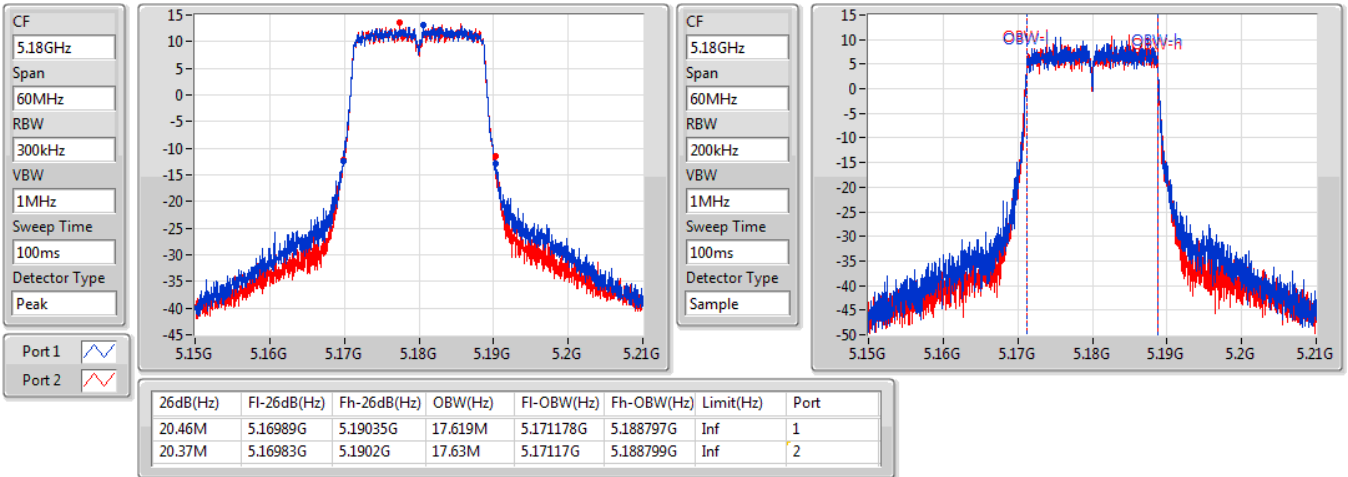 CF
5.18GHz
Span
60MHz
RBW
300kHz
VBW
1MHz
Sweep Time
100ms
Detector Type
Peak
Port 1
Port 2
15
10
5
0
-5
-10
-15
-20
-25
-30
-35
-40
-45
5.15G 5.16G 5.17G 5.18G 5.19G 5.2G 5.21G
CF
5.18GHz
Span
60MHz
RBW
200kHz
VBW
1MHz
Sweep Time
100ms
Detector Type
Sample
15
10
5
0
-5
-10
-15
-20
-25
-30
-35
-40
-45
-50
OBW-l OBW-h
OBW-l OBW-h
5.15G 5.16G 5.17G 5.18G 5.19G 5.2G 5.21G
26dB(Hz) Fl-26dB(Hz) Fh-26dB(Hz) OBW(Hz) Fl-OBW(Hz) Fh-OBW(Hz) Limit(Hz) Port
20.46M 5.16989G 5.19035G 17.619M 5.171178G 5.188797G Inf 1
20.37M 5.16983G 5.1902G 17.63M 5.17117G 5.188799G Inf 2